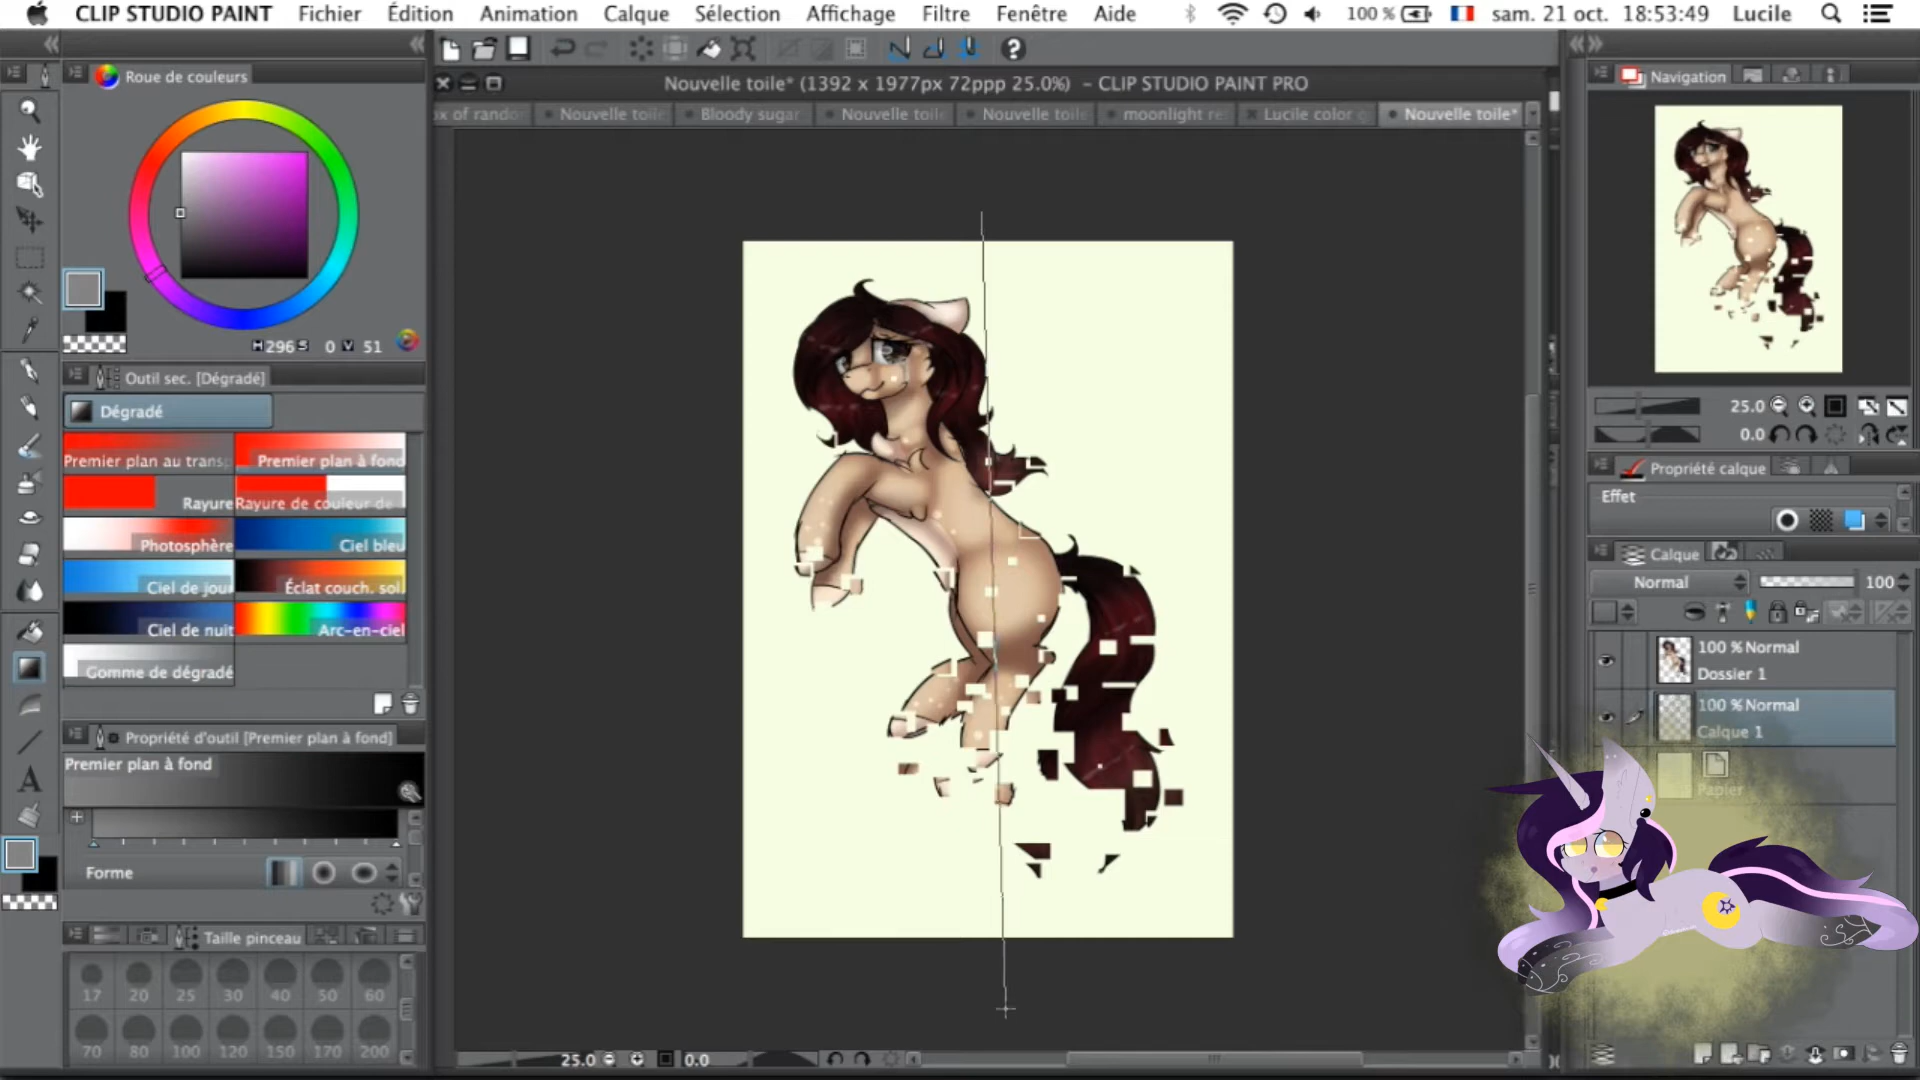 CLIP STUDIO PAINT Fichier Édition Animation Calque Sélection Affichage Filtre Fenêtre Aide 100 % sam. 21 oct. 18:53:49 Lucile
Roue de couleurs
Nouvelle toile* (1392 x 1977px 72ppp 25.0%) - CLIP STUDIO PAINT PRO
Navigation
Bloody sugar Nouvelle toile* Lucile color
moonlight
H 296 S 0 V 51
Outil sec. [Dégradé]
Dégradé
Premier plan au trans
Premier plan à fond
Rayure
Rayure de couleur de
Photosphère
Ciel bleu
Ciel de jour
Éclat couch. sol
Ciel de nuit
Arc-en-ciel
Gomme de dégradé
Propriété d'outil [Premier plan à fond]
Premier plan à fond
Forme
Taille pinceau
17 20 25 30 40 50 60
70 80 100 120 150 170 200
25.0 0.0
25.0
0.0
Propriété calque
Effet
Calque
Normal 100
100 % Normal
Dossier 1
100 % Normal
Calque 1
Papier